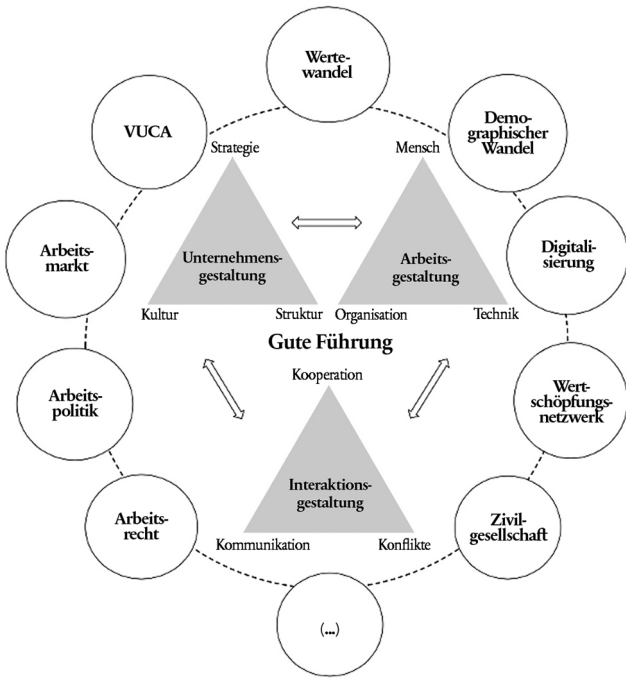 Werte-
wandel
VUCA
Demo-
graphischer
Wandel
Strategie
Mensch
Arbeits-
markt
Unternehmens-
gestaltung
Arbeits-
gestaltung
Digitali-
sierung
Kultur
Struktur
Organisation
Technik
Gute Führung
Kooperation
Arbeits-
politik
Wert-
schöpfungs-
netzwerk
Interaktions-
gestaltung
Arbeits-
recht
Zivil-
gesellschaft
Kommunikation
Konflikte
(...)